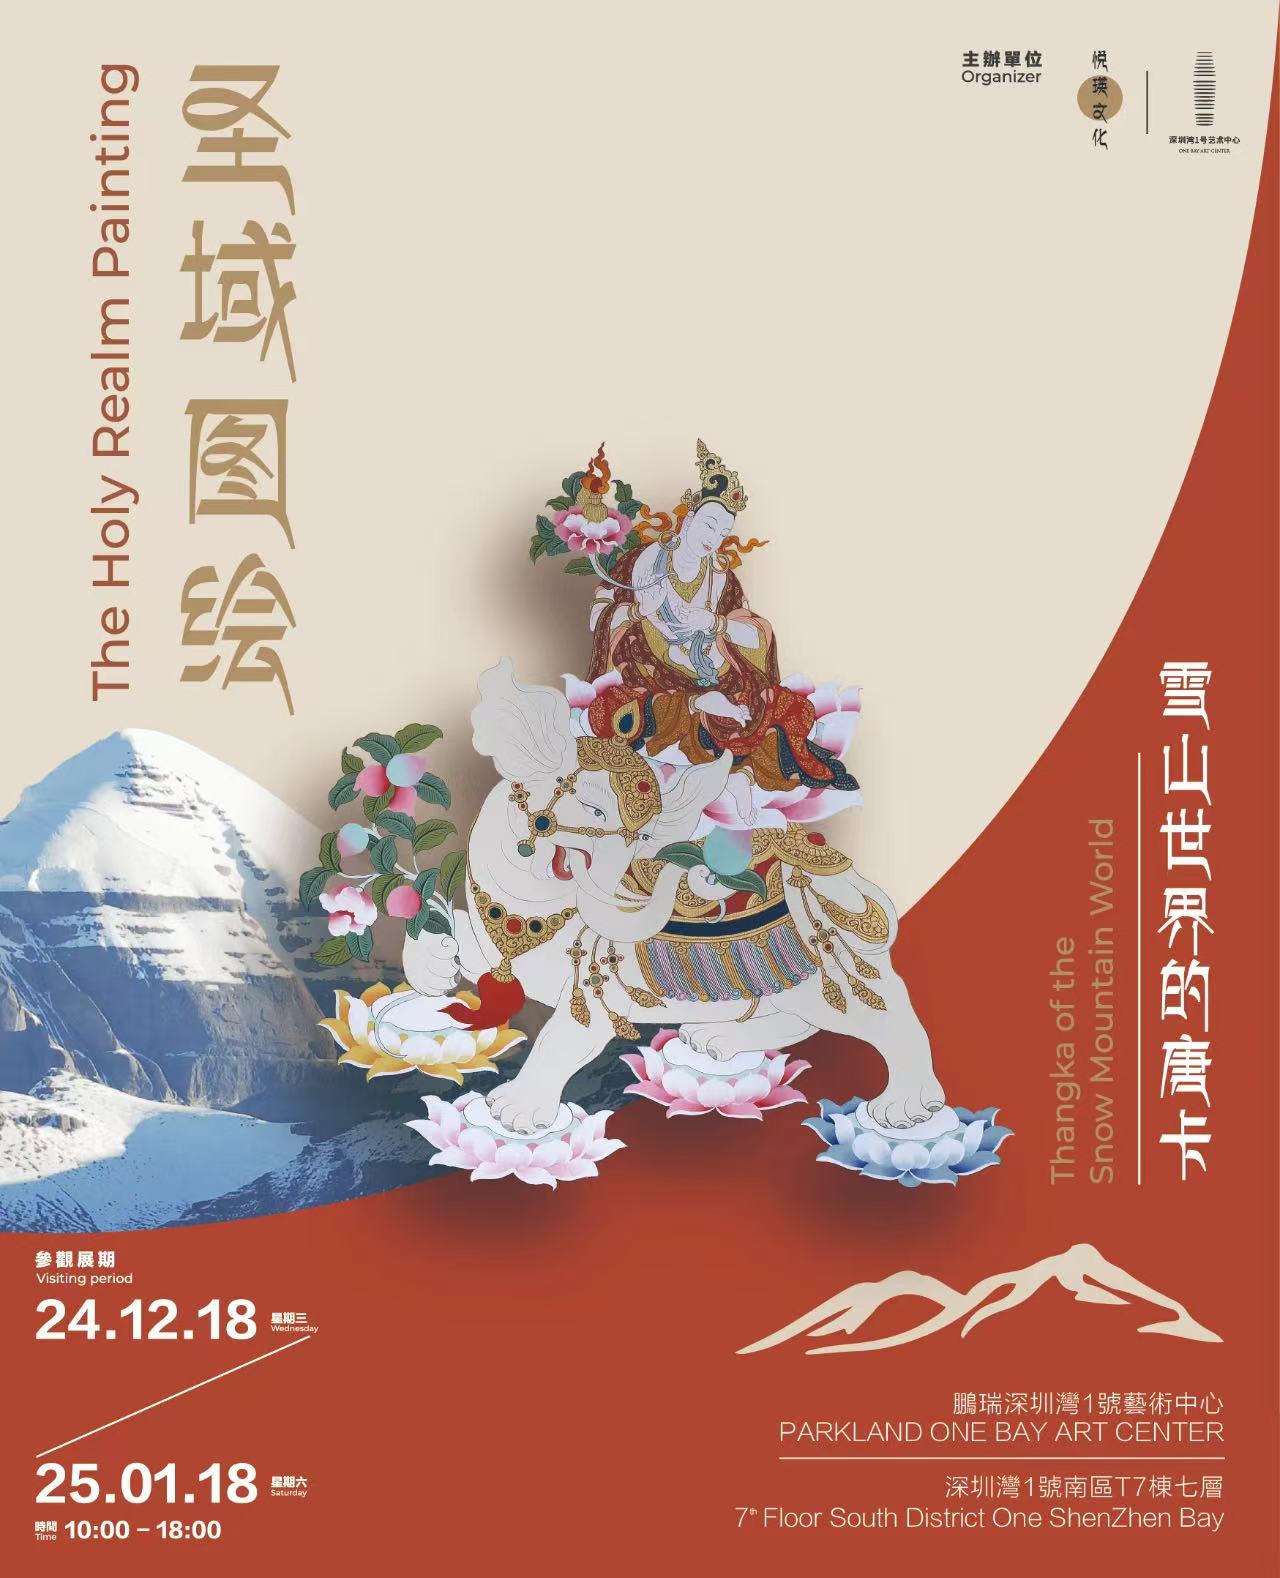 主辦單位
Organizer
悦瑛文化
深圳湾1号艺术中心
ONE BAY ART CENTER
圣域图绘
The Holy Realm Painting
雪山世界的唐卡
Thangka of the
Snow Mountain World
參觀展期
Visiting period
24.12.18 星期三
Wednesday
25.01.18 星期六
Saturday
時間
Time
10:00 – 18:00
鵬瑞深圳灣1號藝術中心
PARKLAND ONE BAY ART CENTER
深圳灣1號南區T7棟七層
7th Floor South District One ShenZhen Bay